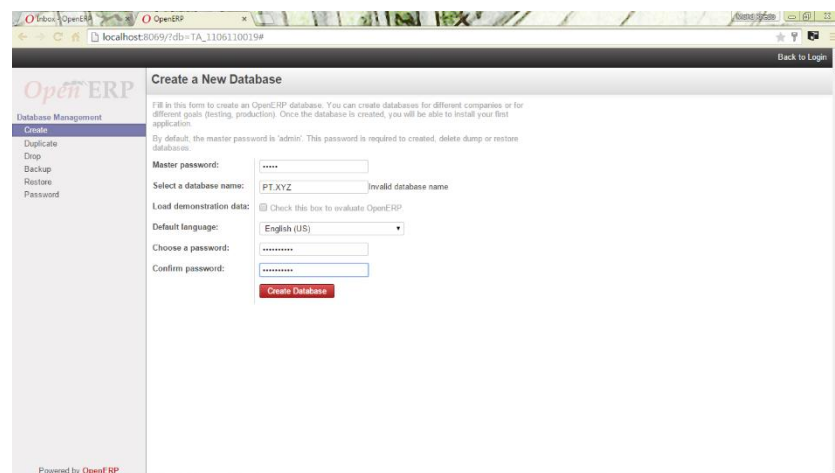 Inbox - OpenERP
OpenERP
localhost:8069/?db=TA_1106110019#
Back to Login
Open ERP
Create a New Database
Fill in this form to create an OpenERP database. You can create databases for different companies or for
different goals (testing, production). Once the database is created, you will be able to install your first
application.
By default, the master password is 'admin'. This password is required to created, delete dump or restore
databases.
Database Management
Create
Duplicate
Drop
Backup
Restore
Password
Master password: •••••
Select a database name: PT.XYZ Invalid database name
Load demonstration data: Check this box to evaluate OpenERP.
Default language: English (US)
Choose a password: ••••••••••
Confirm password: ••••••••••
Create Database
Powered by OpenERP